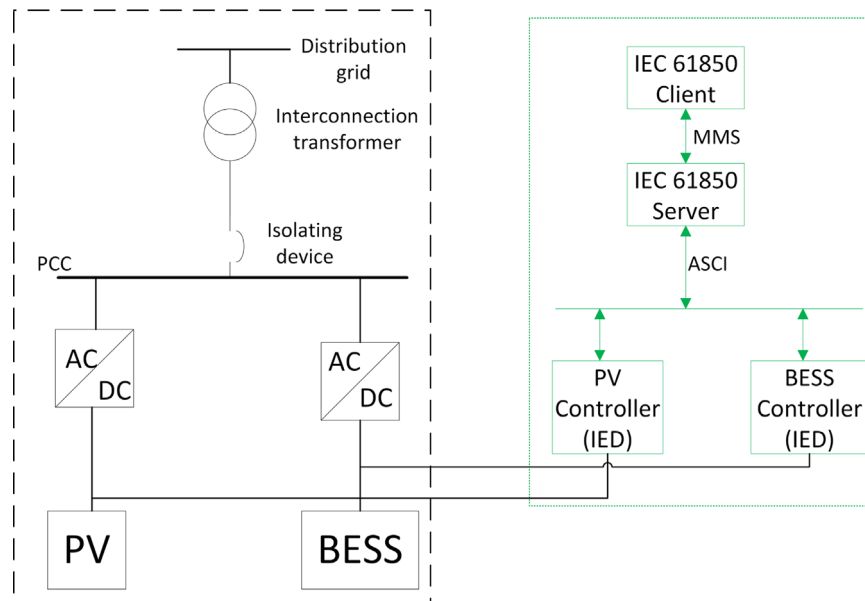 Distribution
grid
Interconnection
transformer
Isolating
device
PCC
AC
DC
AC
DC
PV
BESS
IEC 61850
Client
MMS
IEC 61850
Server
ASCI
PV
Controller
(IED)
BESS
Controller
(IED)